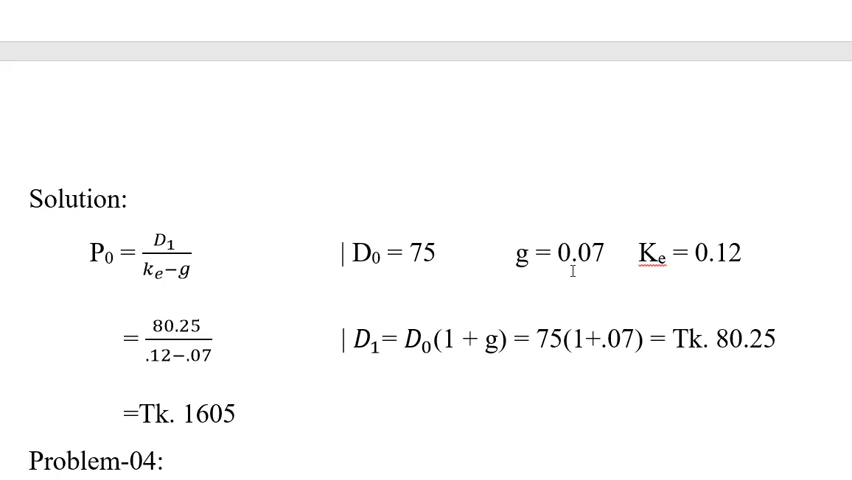 Solution:
P₀ = D₁ / kₑ−g | D₀ = 75 g = 0.07 Kₑ = 0.12
= 80.25 / .12−.07 | D₁= D₀(1 + g) = 75(1+.07) = Tk. 80.25
=Tk. 1605
Problem-04: